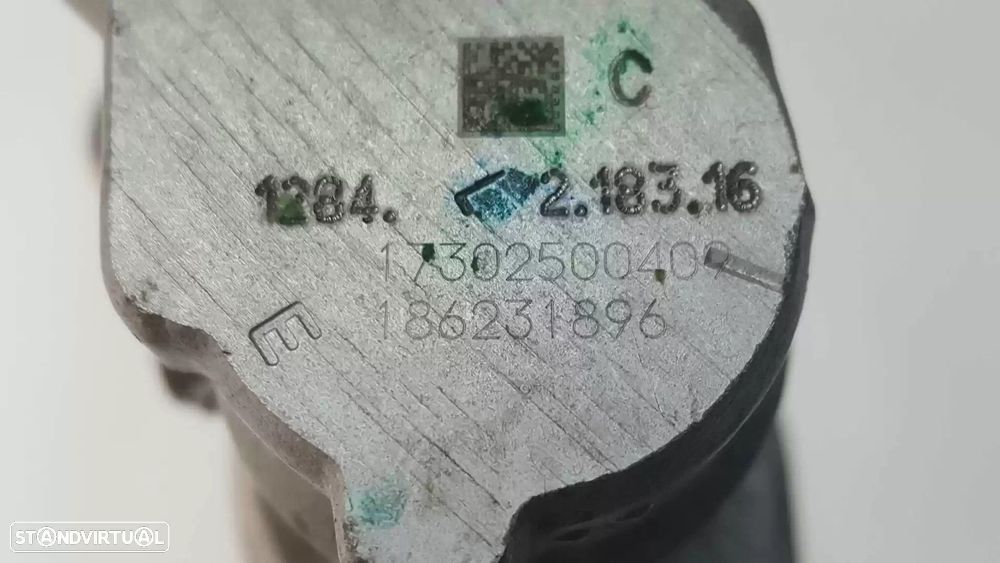 C
1284. 2.183.16
17302500409
186231896
E
STANDVIRTUAL